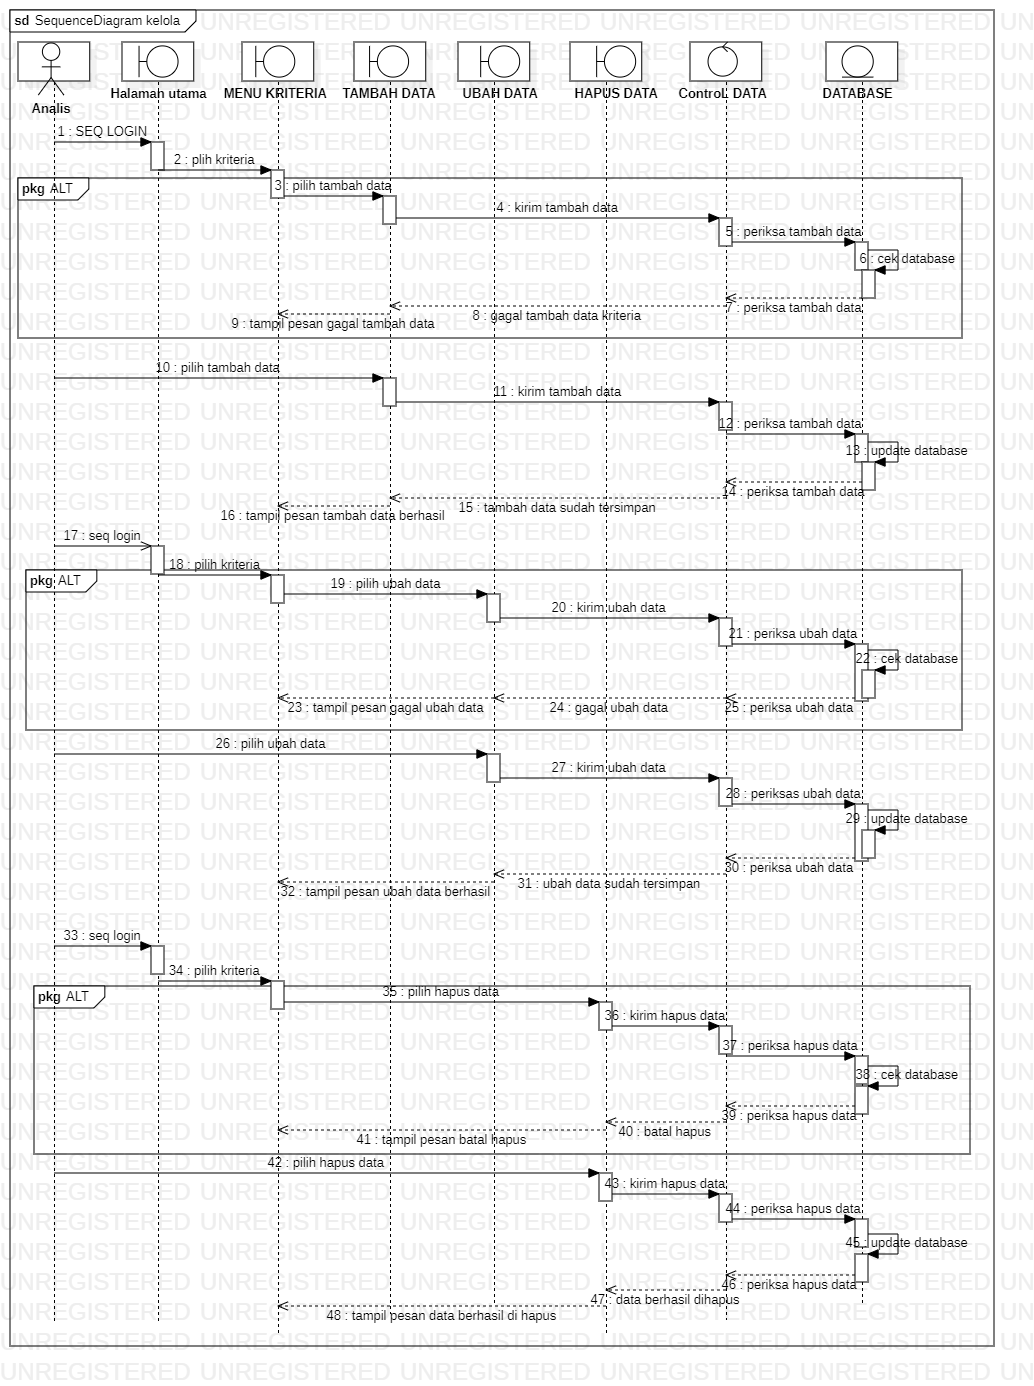 sd SequenceDiagram kelola
Analis
Halaman utama
MENU KRITERIA
TAMBAH DATA
UBAH DATA
HAPUS DATA
ControL DATA
DATABASE
1 : SEQ LOGIN
2 : plih kriteria
pkg ALT
3 : pilih tambah data
4 : kirim tambah data
5 : periksa tambah data
6 : cek database
7 : periksa tambah data
8 : gagal tambah data kriteria
9 : tampil pesan gagal tambah data
10 : pilih tambah data
11 : kirim tambah data
12 : periksa tambah data
13 : update database
14 : periksa tambah data
15 : tambah data sudah tersimpan
16 : tampil pesan tambah data berhasil
17 : seq login
18 : pilih kriteria
pkg ALT
19 : pilih ubah data
20 : kirim ubah data
21 : periksa ubah data
22 : cek database
23 : tampil pesan gagal ubah data
24 : gagal ubah data
25 : periksa ubah data
26 : pilih ubah data
27 : kirim ubah data
28 : periksas ubah data
29 : update database
30 : periksa ubah data
31 : ubah data sudah tersimpan
32 : tampil pesan ubah data berhasil
33 : seq login
34 : pilih kriteria
pkg ALT
35 : pilih hapus data
36 : kirim hapus data
37 : periksa hapus data
38 : cek database
39 : periksa hapus data
40 : batal hapus
41 : tampil pesan batal hapus
42 : pilih hapus data
43 : kirim hapus data
44 : periksa hapus data
45 : update database
46 : periksa hapus data
47 : data berhasil dihapus
48 : tampil pesan data berhasil di hapus
UNREGISTERED